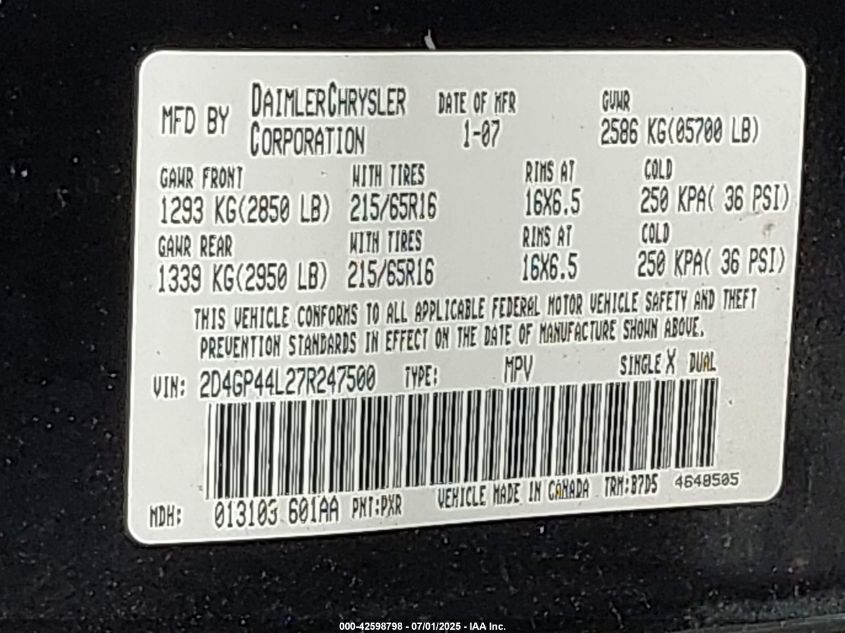 MFD BY DAIMLERCHRYSLER CORPORATION DATE OF MFR 1-07 GVWR 2586 KG(05700 LB)
GAWR FRONT WITH TIRES RIMS AT COLD
1293 KG(2850 LB) 215/65R16 16X6.5 250 KPA( 36 PSI)
GAWR REAR WITH TIRES RIMS AT COLD
1339 KG(2950 LB) 215/65R16 16X6.5 250 KPA( 36 PSI)
THIS VEHICLE CONFORMS TO ALL APPLICABLE FEDERAL MOTOR VEHICLE SAFETY AND THEFT
PREVENTION STANDARDS IN EFFECT ON THE DATE OF MANUFACTURE SHOWN ABOVE.
VIN: 2D4GP44L27R247500 TYPE: MPV SINGLE X DUAL
MDH: 013103 601AA PNT:PXR VEHICLE MADE IN CANADA TRM:B7D5 4648505
000-42598798 - 07/01/2025 - IAA Inc.